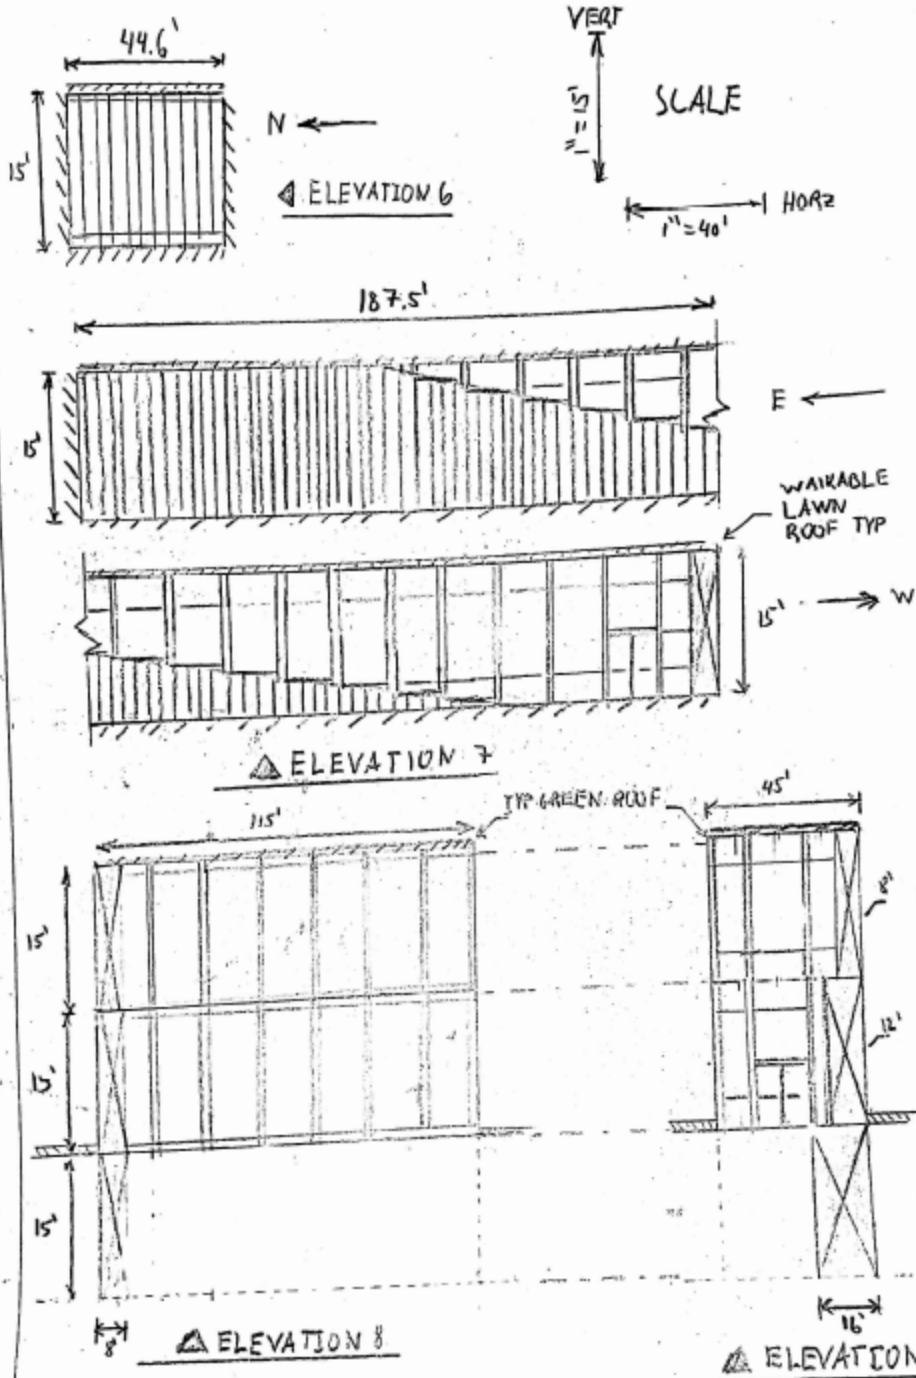 44.6'
15'
N
ELEVATION 6
VERT
1" = 15'
SCALE
HORZ
1" = 40'
187.5'
15'
E
WALKABLE
LAWN
ROOF TYP
15'
W
ELEVATION 7
115'
TYP GREEN ROOF
45'
15'
15'
15'
12'
8'
16'
ELEVATION 8
ELEVATION